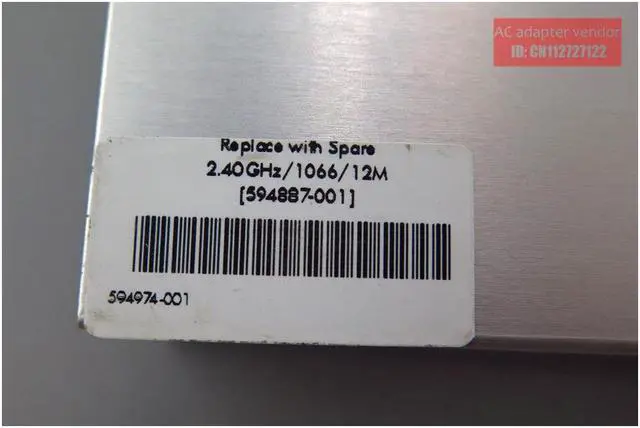 AC adapter vendor
ID: CN112727122
Replace with Spare
2.40GHz/1066/12M
[594887-001]
594974-001